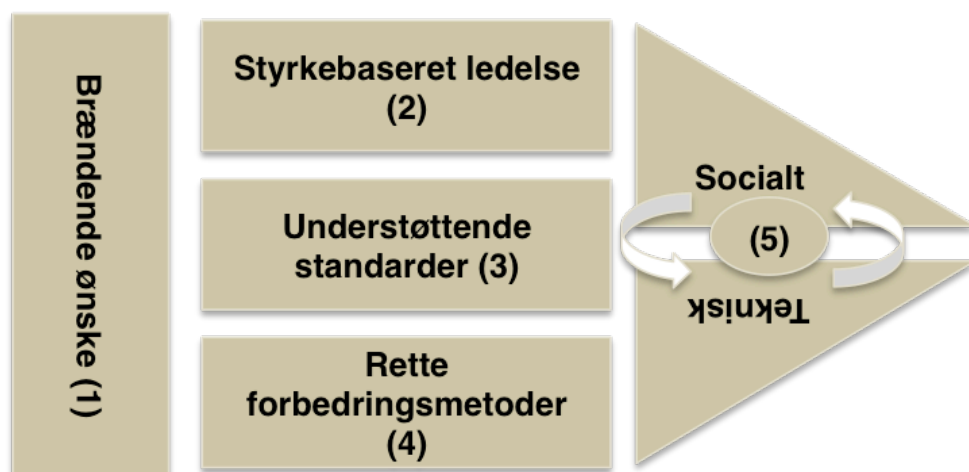 Brændende ønske (1)
Styrkebaseret ledelse
(2)
Understøttende
standarder (3)
Rette
forbedringsmetoder
(4)
Socialt
(5)
Teknisk